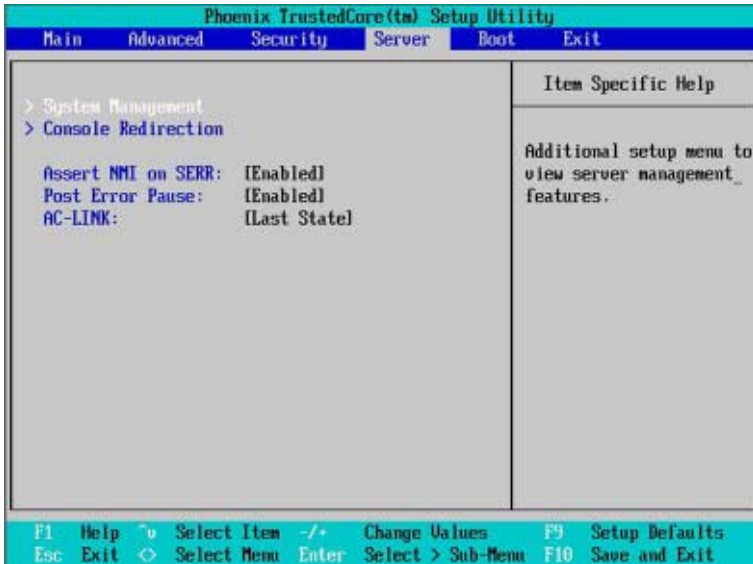 Phoenix TrustedCore(tm) Setup Utility
Main Advanced Security Server Boot Exit
> System Management
> Console Redirection
Assert NMI on SERR: [Enabled]
Post Error Pause: [Enabled]
AC-LINK: [Last State]
Item Specific Help
Additional setup menu to
view server management_
features.
F1 Help ^v Select Item -/+ Change Values F9 Setup Defaults
Esc Exit <> Select Menu Enter Select > Sub-Menu F10 Save and Exit